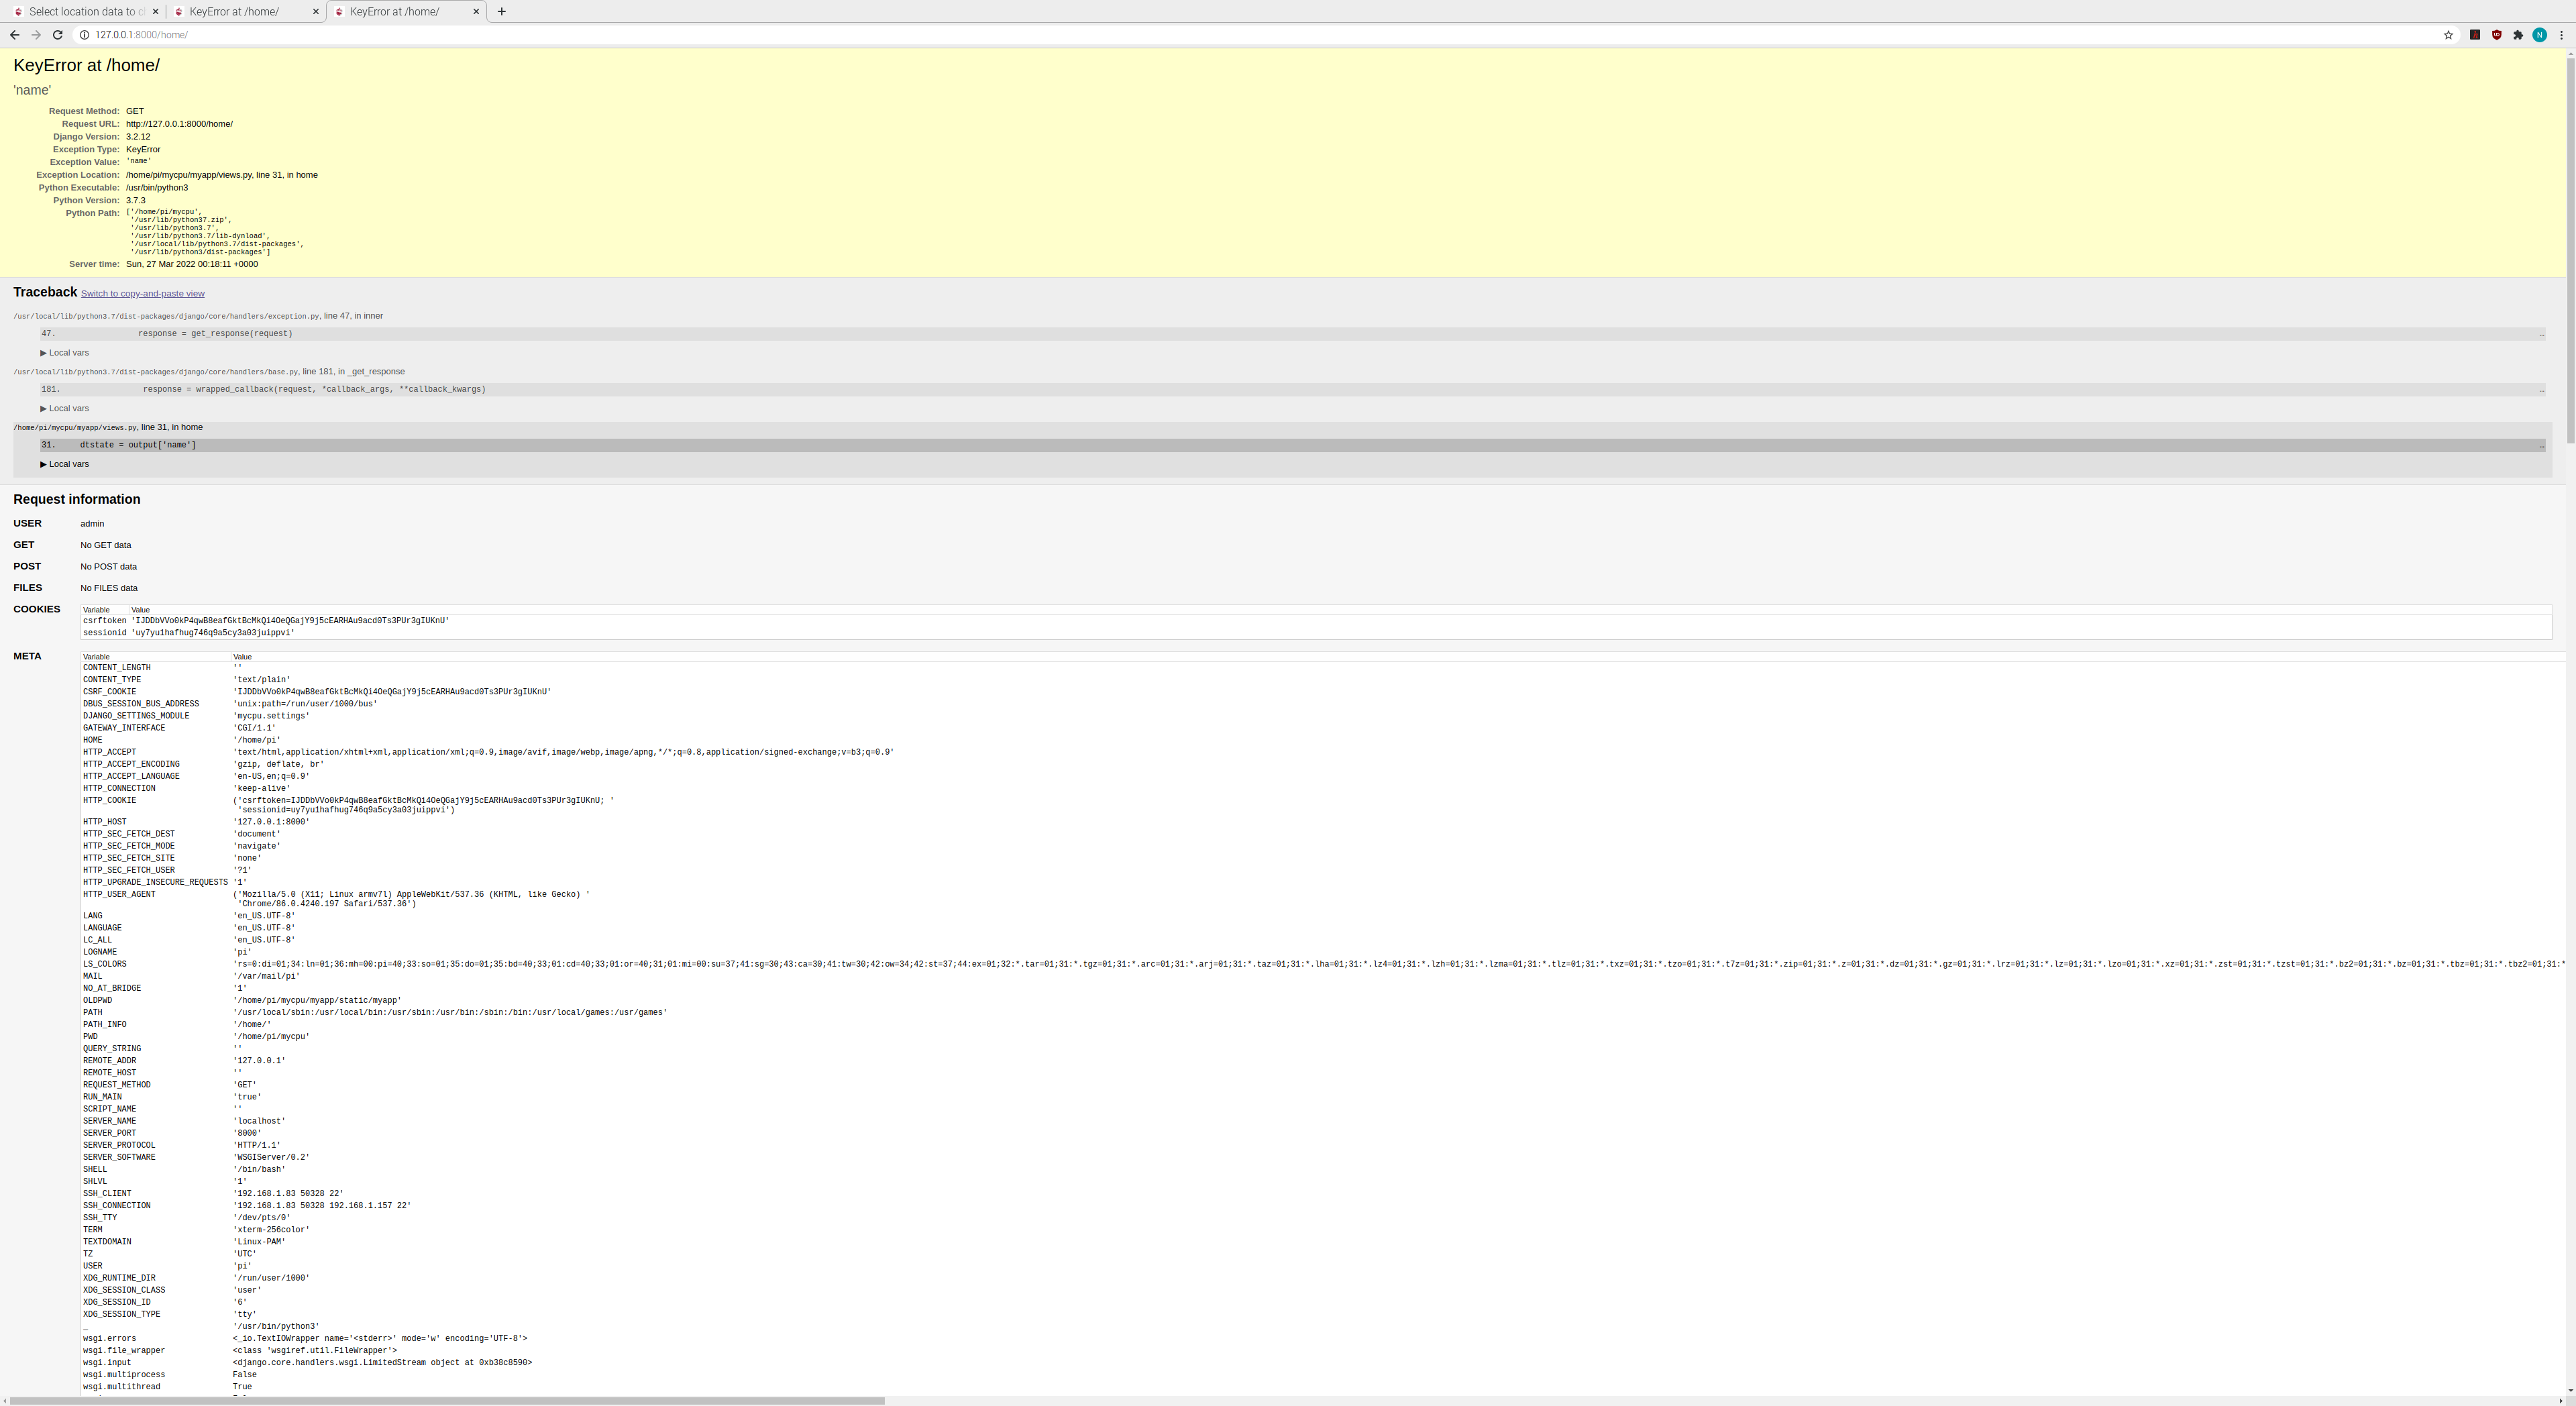 Select location data to cl
KeyError at /home/
KeyError at /home/
127.0.0.1:8000/home/
N
KeyError at /home/
'name'
Request Method: GET
Request URL: http://127.0.0.1:8000/home/
Django Version: 3.2.12
Exception Type: KeyError
Exception Value: 'name'
Exception Location: /home/pi/mycpu/myapp/views.py, line 31, in home
Python Executable: /usr/bin/python3
Python Version: 3.7.3
Python Path: ['/home/pi/mycpu',
'/usr/lib/python37.zip',
'/usr/lib/python3.7',
'/usr/lib/python3.7/lib-dynload',
'/usr/local/lib/python3.7/dist-packages',
'/usr/lib/python3/dist-packages']
Server time: Sun, 27 Mar 2022 00:18:11 +0000
Traceback Switch to copy-and-paste view
/usr/local/lib/python3.7/dist-packages/django/core/handlers/exception.py, line 47, in inner
47. response = get_response(request) …
▶ Local vars
/usr/local/lib/python3.7/dist-packages/django/core/handlers/base.py, line 181, in _get_response
181. response = wrapped_callback(request, *callback_args, **callback_kwargs) …
▶ Local vars
/home/pi/mycpu/myapp/views.py, line 31, in home
31. dtstate = output['name'] …
▶ Local vars
Request information
USER admin
GET No GET data
POST No POST data
FILES No FILES data
COOKIES Variable Value
csrftoken 'IJDDbVVo0kP4qwB8eafGktBcMkQi4OeQGajY9j5cEARHAu9acd0Ts3PUr3gIUKnU'
sessionid 'uy7yu1hafhug746q9a5cy3a03juippvi'
META Variable Value
CONTENT_LENGTH ''
CONTENT_TYPE 'text/plain'
CSRF_COOKIE 'IJDDbVVo0kP4qwB8eafGktBcMkQi4OeQGajY9j5cEARHAu9acd0Ts3PUr3gIUKnU'
DBUS_SESSION_BUS_ADDRESS 'unix:path=/run/user/1000/bus'
DJANGO_SETTINGS_MODULE 'mycpu.settings'
GATEWAY_INTERFACE 'CGI/1.1'
HOME '/home/pi'
HTTP_ACCEPT 'text/html,application/xhtml+xml,application/xml;q=0.9,image/avif,image/webp,image/apng,*/*;q=0.8,application/signed-exchange;v=b3;q=0.9'
HTTP_ACCEPT_ENCODING 'gzip, deflate, br'
HTTP_ACCEPT_LANGUAGE 'en-US,en;q=0.9'
HTTP_CONNECTION 'keep-alive'
HTTP_COOKIE ('csrftoken=IJDDbVVo0kP4qwB8eafGktBcMkQi4OeQGajY9j5cEARHAu9acd0Ts3PUr3gIUKnU; '
'sessionid=uy7yu1hafhug746q9a5cy3a03juippvi')
HTTP_HOST '127.0.0.1:8000'
HTTP_SEC_FETCH_DEST 'document'
HTTP_SEC_FETCH_MODE 'navigate'
HTTP_SEC_FETCH_SITE 'none'
HTTP_SEC_FETCH_USER '?1'
HTTP_UPGRADE_INSECURE_REQUESTS '1'
HTTP_USER_AGENT ('Mozilla/5.0 (X11; Linux armv7l) AppleWebKit/537.36 (KHTML, like Gecko) '
'Chrome/86.0.4240.197 Safari/537.36')
LANG 'en_US.UTF-8'
LANGUAGE 'en_US.UTF-8'
LC_ALL 'en_US.UTF-8'
LOGNAME 'pi'
LS_COLORS 'rs=0:di=01;34:ln=01;36:mh=00:pi=40;33:so=01;35:do=01;35:bd=40;33;01:cd=40;33;01:or=40;31;01:mi=00:su=37;41:sg=30;43:ca=30;41:tw=30;42:ow=34;42:st=37;44:ex=01;32:*.tar=01;31:*.tgz=01;31:*.arc=01;31:*.arj=01;31:*.taz=01;31:*.lha=01;31:*.lz4=01;31:*.lzh=01;31:*.lzma=01;31:*.tlz=01;31:*.txz=01;31:*.tzo=01;31:*.t7z=01;31:*.zip=01;31:*.z=01;31:*.dz=01;31:*.gz=01;31:*.lrz=01;31:*.lz=01;31:*.lzo=01;31:*.xz=01;31:*.zst=01;31:*.tzst=01;31:*.bz2=01;31:*.bz=01;31:*.tbz=01;31:*.tbz2=01;31:*
MAIL '/var/mail/pi'
NO_AT_BRIDGE '1'
OLDPWD '/home/pi/mycpu/myapp/static/myapp'
PATH '/usr/local/sbin:/usr/local/bin:/usr/sbin:/usr/bin:/sbin:/bin:/usr/local/games:/usr/games'
PATH_INFO '/home/'
PWD '/home/pi/mycpu'
QUERY_STRING ''
REMOTE_ADDR '127.0.0.1'
REMOTE_HOST ''
REQUEST_METHOD 'GET'
RUN_MAIN 'true'
SCRIPT_NAME ''
SERVER_NAME 'localhost'
SERVER_PORT '8000'
SERVER_PROTOCOL 'HTTP/1.1'
SERVER_SOFTWARE 'WSGIServer/0.2'
SHELL '/bin/bash'
SHLVL '1'
SSH_CLIENT '192.168.1.83 50328 22'
SSH_CONNECTION '192.168.1.83 50328 192.168.1.157 22'
SSH_TTY '/dev/pts/0'
TERM 'xterm-256color'
TEXTDOMAIN 'Linux-PAM'
TZ 'UTC'
USER 'pi'
XDG_RUNTIME_DIR '/run/user/1000'
XDG_SESSION_CLASS 'user'
XDG_SESSION_ID '6'
XDG_SESSION_TYPE 'tty'
_ '/usr/bin/python3'
wsgi.errors <_io.TextIOWrapper name='<stderr>' mode='w' encoding='UTF-8'>
wsgi.file_wrapper <class 'wsgiref.util.FileWrapper'>
wsgi.input <django.core.handlers.wsgi.LimitedStream object at 0xb38c8590>
wsgi.multiprocess False
wsgi.multithread True